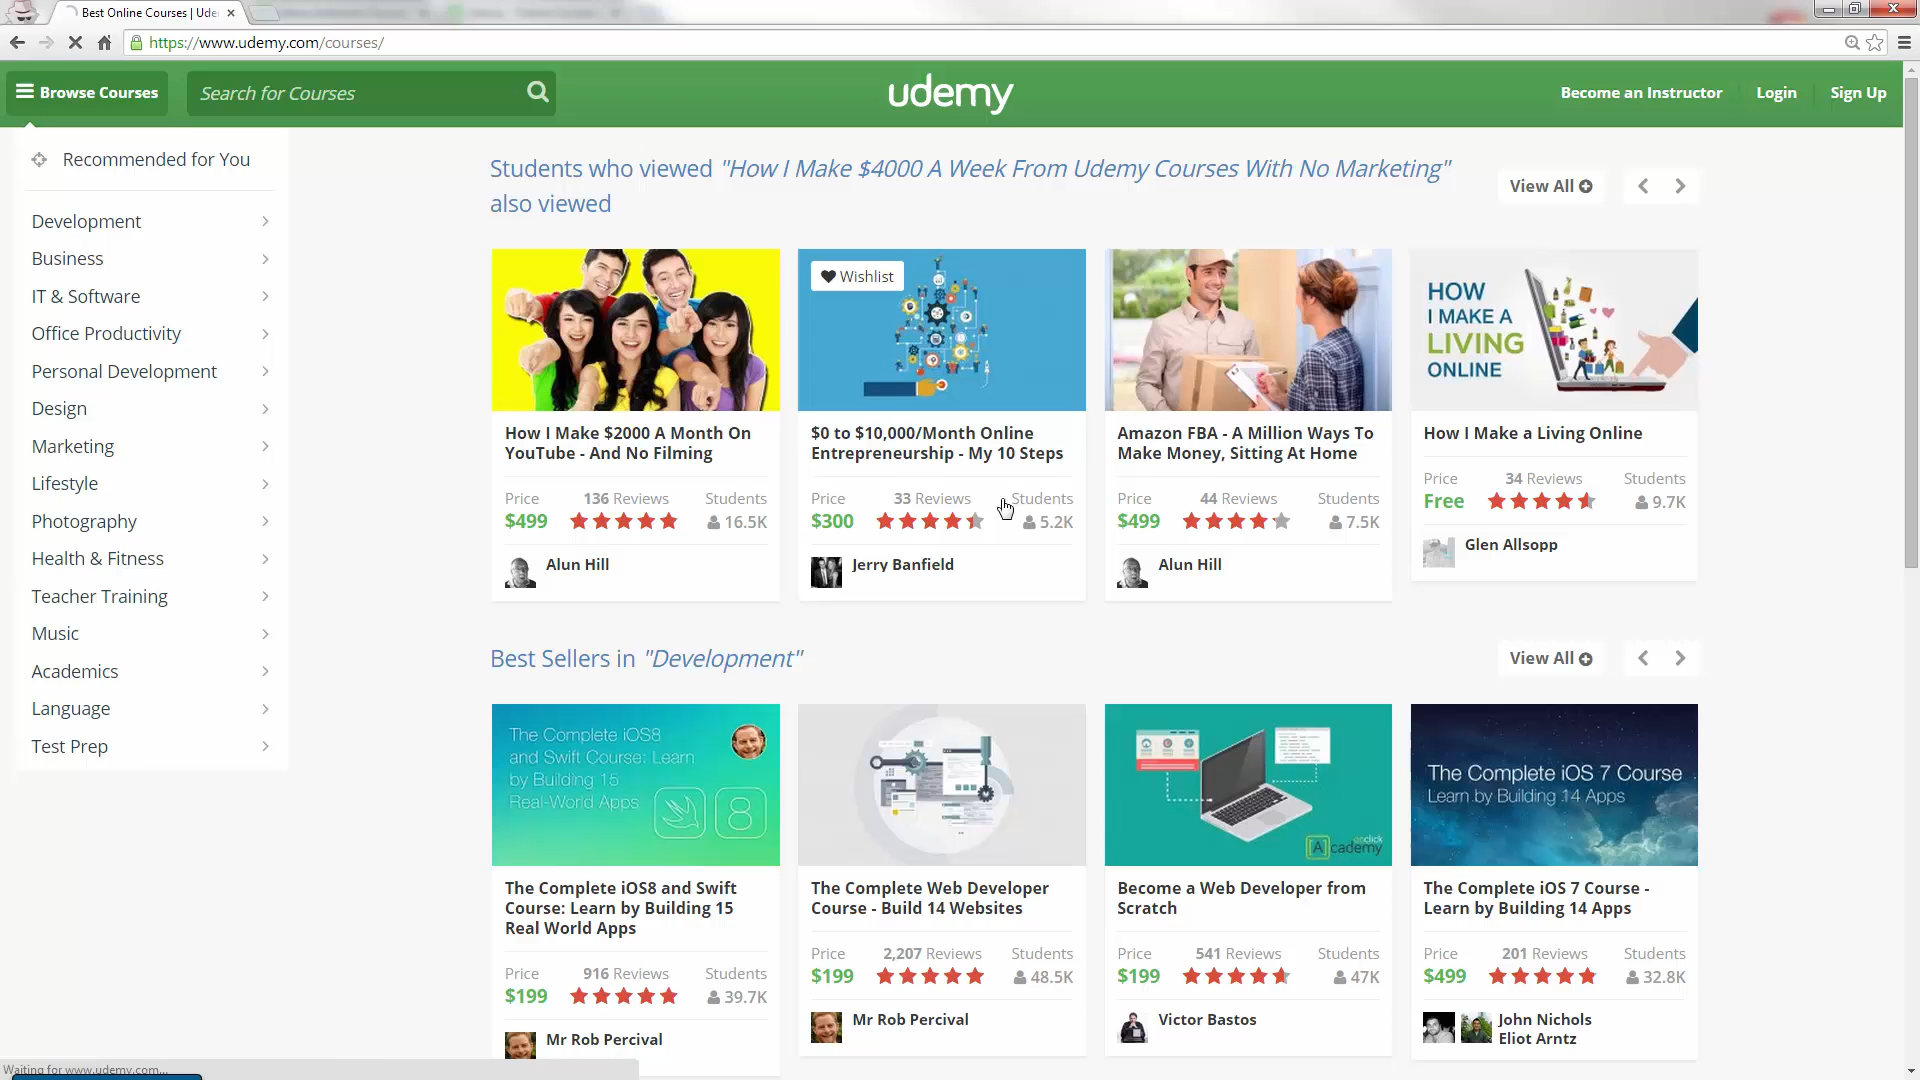 Best Online Courses | Ude
https://www.udemy.com/courses/
Browse Courses
Search for Courses
udemy
Become an Instructor
Login
Sign Up
Recommended for You
Development
Business
IT & Software
Office Productivity
Personal Development
Design
Marketing
Lifestyle
Photography
Health & Fitness
Teacher Training
Music
Academics
Language
Test Prep
Students who viewed "How I Make $4000 A Week From Udemy Courses With No Marketing"
also viewed
View All
How I Make $2000 A Month On
YouTube - And No Filming
Price 136 Reviews Students
$499 16.5K
Alun Hill
Wishlist
$0 to $10,000/Month Online
Entrepreneurship - My 10 Steps
Price 33 Reviews Students
$300 5.2K
Jerry Banfield
Amazon FBA - A Million Ways To
Make Money, Sitting At Home
Price 44 Reviews Students
$499 7.5K
Alun Hill
HOW
I MAKE A
LIVING
ONLINE
How I Make a Living Online
Price 34 Reviews Students
Free 9.7K
Glen Allsopp
Best Sellers in "Development"
View All
The Complete iOS8
and Swift Course: Learn
by Building 15
Real-World Apps
8
The Complete iOS8 and Swift
Course: Learn by Building 15
Real World Apps
Price 916 Reviews Students
$199 39.7K
Mr Rob Percival
The Complete Web Developer
Course - Build 14 Websites
Price 2,207 Reviews Students
$199 48.5K
Mr Rob Percival
onclick
[A]cademy
Become a Web Developer from
Scratch
Price 541 Reviews Students
$199 47K
Victor Bastos
The Complete iOS 7 Course
Learn by Building 14 Apps
The Complete iOS 7 Course -
Learn by Building 14 Apps
Price 201 Reviews Students
$499 32.8K
John Nichols
Eliot Arntz
Waiting for www.udemy.com...